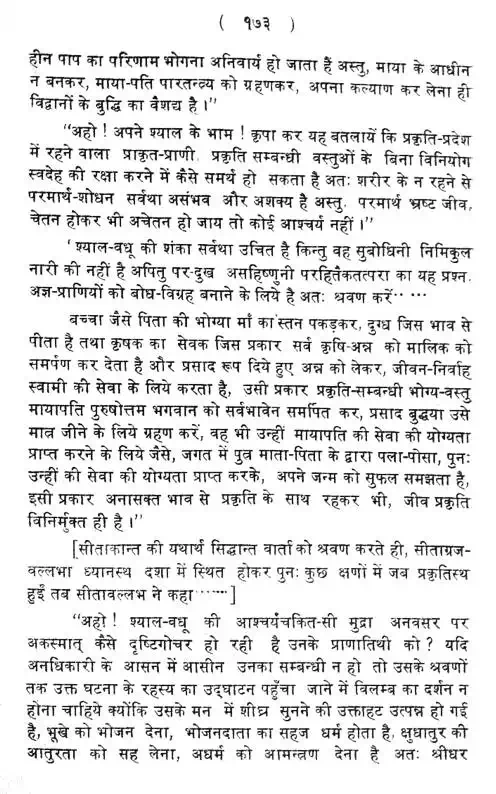 ( १७३ )
हीन पाप का परिणाम भोगना अनिवार्य हो जाता है अस्तु, माया के आधीन
न बनकर, माया-पति पारतन्त्र्य को ग्रहणकर, अपना कल्याण कर लेना ही
विद्वानों के बुद्धि का वैशद्य है।"
"अहो ! अपने श्याल के भाम ! कृपा कर यह बतलायें कि प्रकृति-प्रदेश
में रहने वाला प्राकृत-प्राणी, प्रकृति सम्बन्धी वस्तुओं के बिना विनियोग
स्वदेह की रक्षा करने में कैसे समर्थ हो सकता है अतः शरीर के न रहने से
परमार्थ-शोधन सर्वथा असंभव और अशक्य है अस्तु, परमार्थ भ्रष्ट जीव,
चेतन होकर भी अचेतन हो जाय तो कोई आश्चर्य नहीं।"
'श्याल-वधू की शंका सर्वथा उचित है किन्तु वह सुबोधिनी निमिकुल
नारी की नहीं है अपितु पर-दुख असहिष्णुनी परहितैकतत्परा का यह प्रश्न,
अज्ञ-प्राणियों को बोध-विग्रह बनाने के लिये है अतः श्रवण करें·· ···
बच्चा जैसे पिता की भोग्या माँ का स्तन पकड़कर, दुग्ध जिस भाव से
पीता है तथा कृषक का सेवक जिस प्रकार सर्व कृषि-अन्न को मालिक को
समर्पण कर देता है और प्रसाद रूप दिये हुए अन्न को लेकर, जीवन-निर्वाह
स्वामी की सेवा के लिये करता है, उसी प्रकार प्रकृति-सम्बन्धी भोग्य-वस्तु
मायापति पुरुषोत्तम भगवान को सर्वभावेन समर्पित कर, प्रसाद बुद्धया उसे
मात्र जीने के लिये ग्रहण करें, वह भी उन्हीं मायापति की सेवा की योग्यता
प्राप्त करने के लिये जैसे, जगत में पुत्र माता-पिता के द्वारा पला-पोसा, पुनः
उन्हीं की सेवा की योग्यता प्राप्त करके, अपने जन्म को सुफल समझता है,
इसी प्रकार अनासक्त भाव से प्रकृति के साथ रहकर भी, जीव प्रकृति
विनिर्मुक्त ही है।"
[सीताकान्त की यथार्थ सिद्धान्त वार्ता को श्रवण करते ही, सीताग्रज-
वल्लभा ध्यानस्थ दशा में स्थित होकर पुनः कुछ क्षणों में जब प्रकृतिस्थ
हुईं तब सीतावल्लभ ने कहा·······]
"अहो ! श्याल-वधू की आश्चर्यचकित-सी मुद्रा अनवसर पर
अकस्मात् कैसे दृष्टिगोचर हो रही है उनके प्राणातिथी को ? यदि
अनधिकारी के आसन में आसीन उनका सम्बन्धी न हो तो उसके श्रवणों
तक उक्त घटना के रहस्य का उद्घाटन पहुँचा जाने में विलम्ब का दर्शन न
होना चाहिये क्योंकि उसके मन में शीघ्र सुनने की उक्ताहट उत्पन्न हो गई
है, भूखे को भोजन देना, भोजनदाता का सहज धर्म होता है, क्षुधातुर की
आतुरता को सह लेना, अधर्म को आमन्त्रण देना है अतः श्रीधर